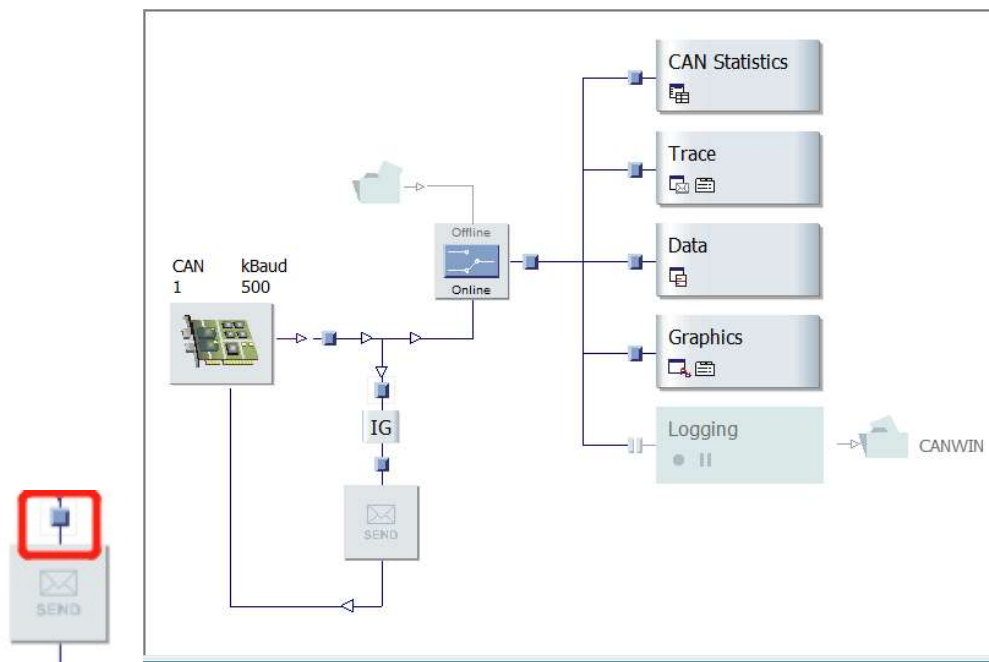 CAN Statistics
Trace
Offline
Data
CAN kBaud
1 500
Online
Graphics
IG
Logging
CANWIN
SEND
SEND